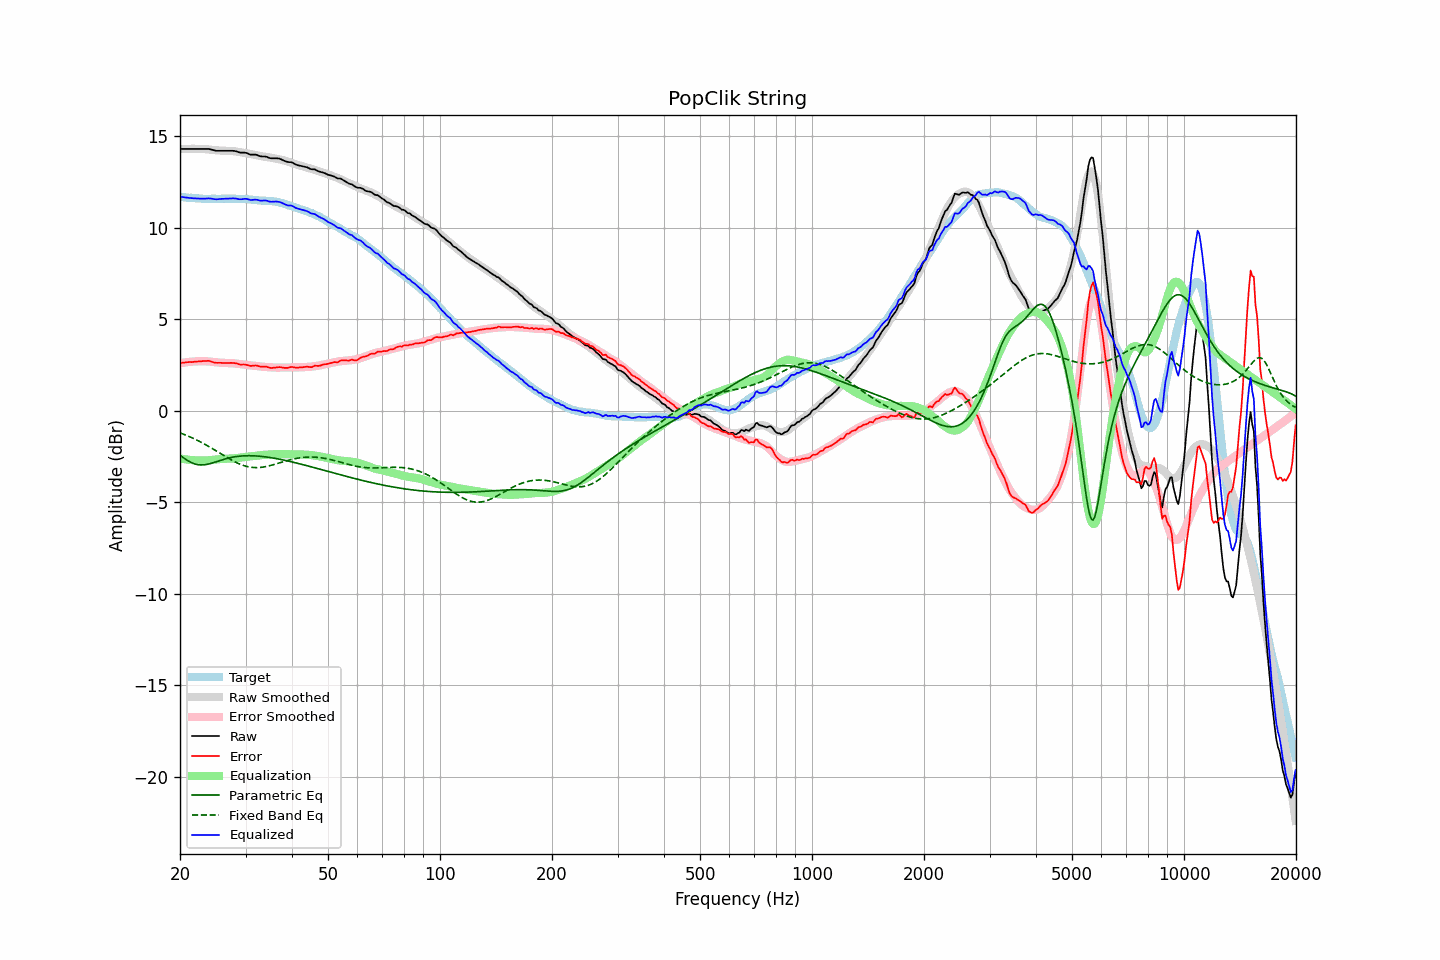 PopClik String
Amplitude (dBr)
15
10
5
0
−5
−10
−15
−20
Target
Raw Smoothed
Error Smoothed
Raw
Error
Equalization
Parametric Eq
Fixed Band Eq
Equalized
20 50 100 200 500 1000 2000 5000 10000 20000
Frequency (Hz)